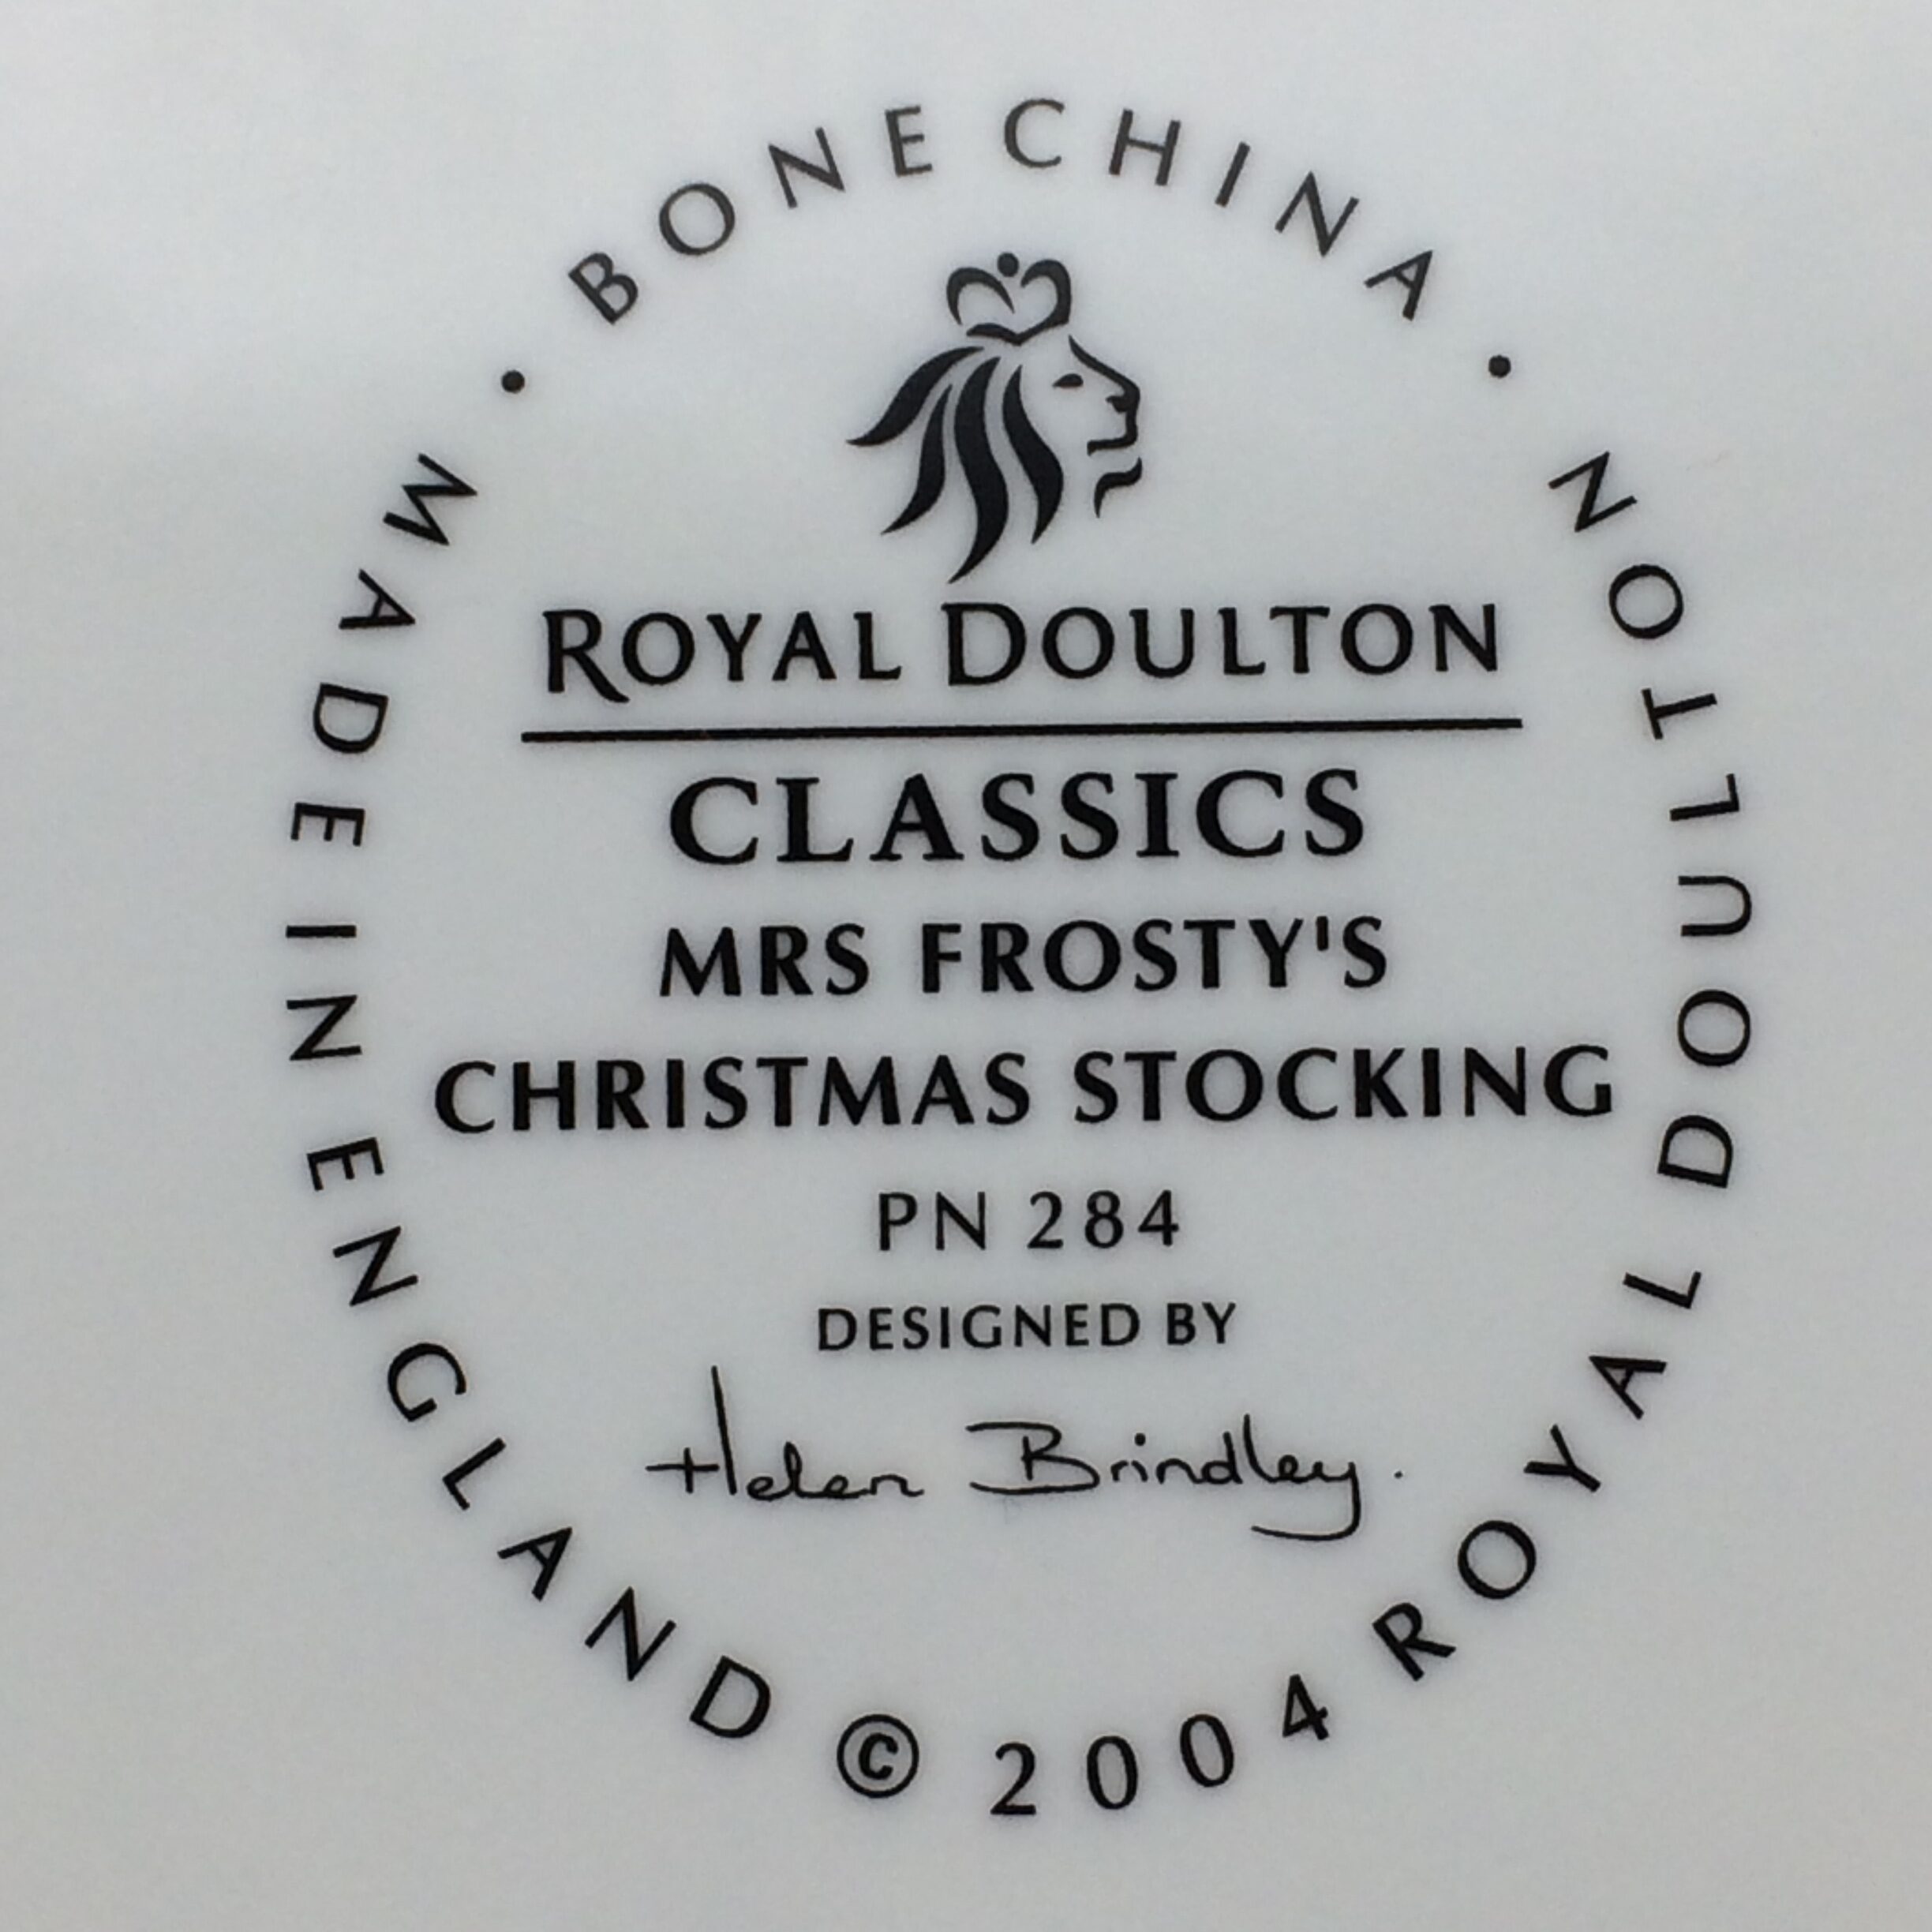 • BONE CHINA •
ROYAL DOULTON
CLASSICS
MRS FROSTY'S
CHRISTMAS STOCKING
PN 284
DESIGNED BY
Helen Brindley.
MADE IN ENGLAND © 2004 ROYAL DOULTON